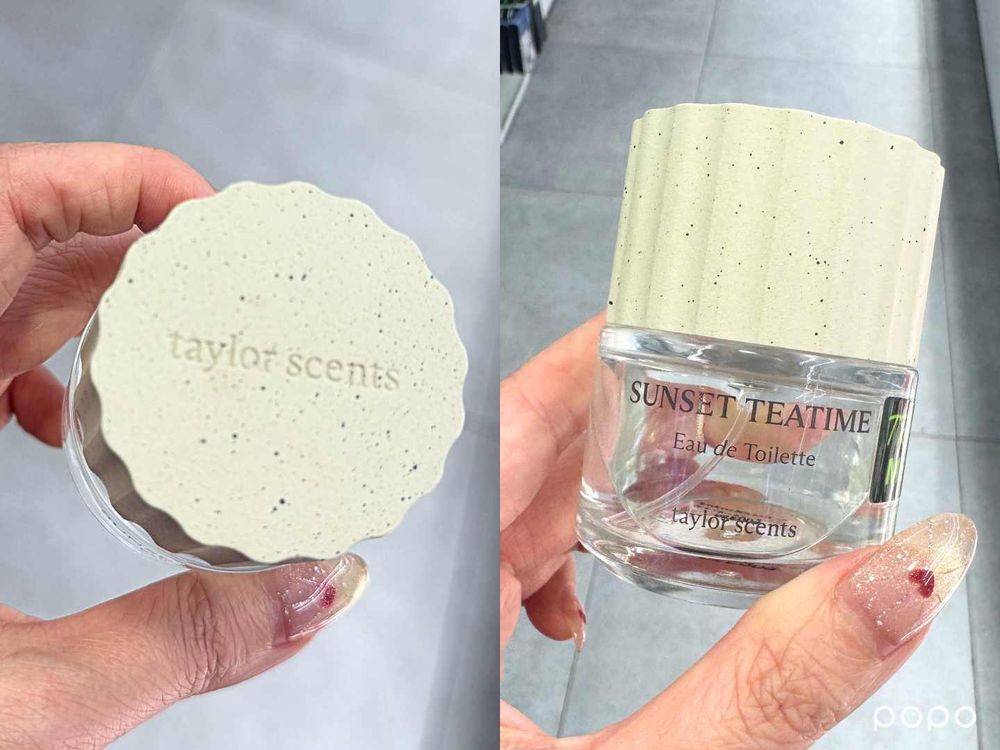 taylor scents
SUNSET TEATIME
Eau de Toilette
taylor scents
popo